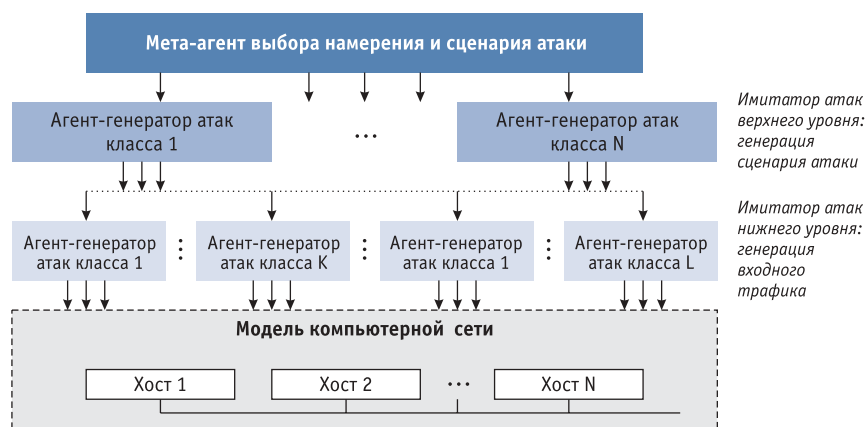 Мета-агент выбора намерения и сценария атаки
Агент-генератор атак
класса 1
...
Агент-генератор атак
класса N
Имитатор атак
верхнего уровня:
генерация
сценария атаки
Агент-генератор
атак класса 1
Агент-генератор
атак класса K
Агент-генератор
атак класса 1
Агент-генератор
атак класса L
Имитатор атак
нижнего уровня:
генерация
входного
трафика
Модель компьютерной сети
Хост 1
Хост 2
...
Хост N